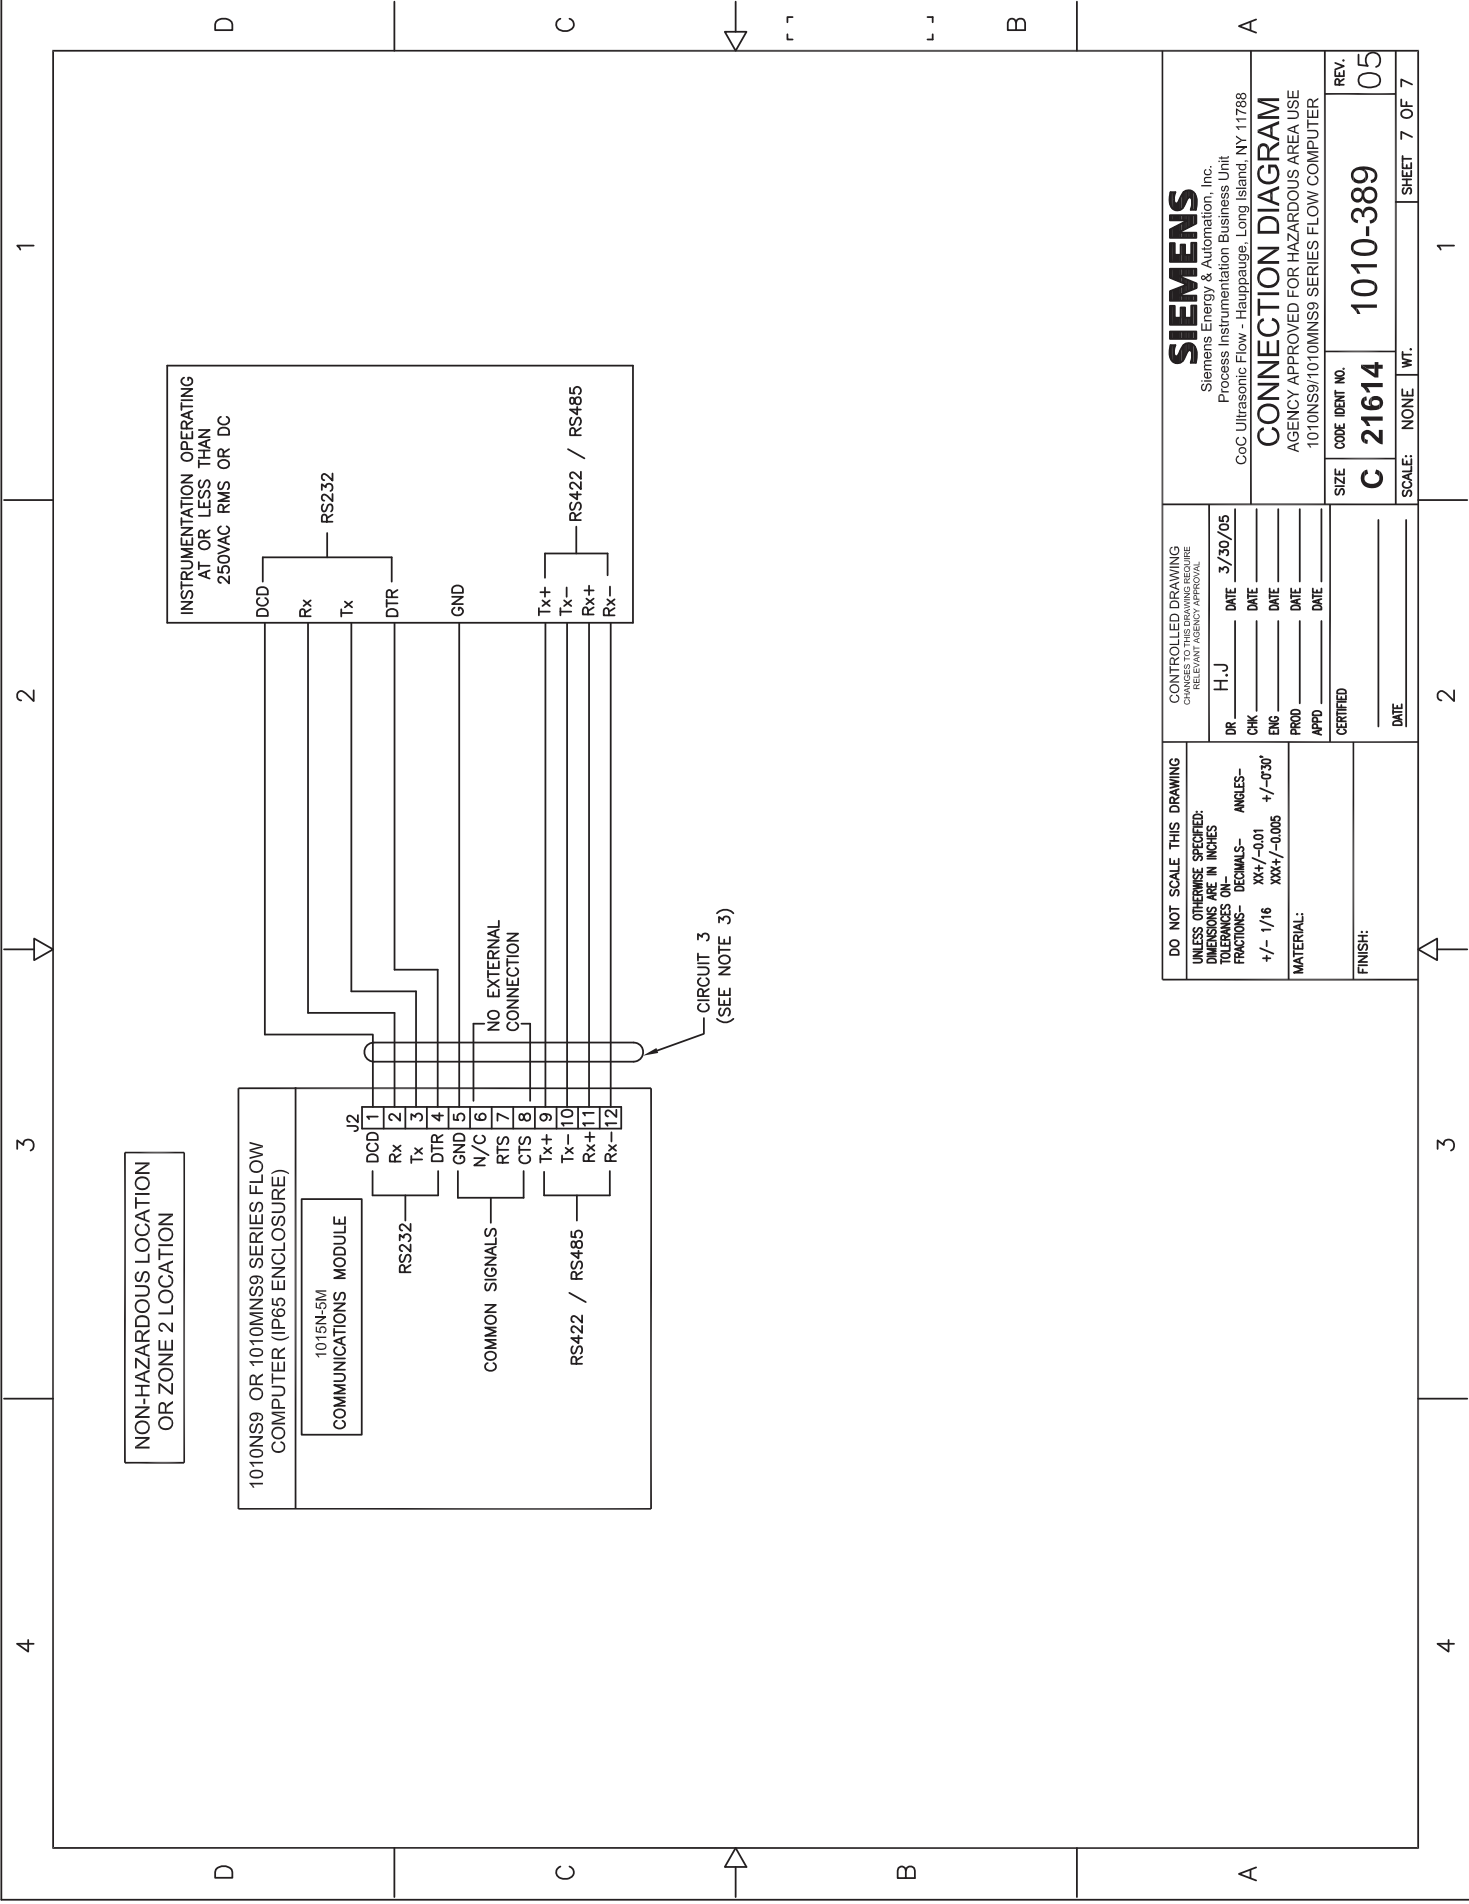 4
3
2
1
D
C
B
A
D
C
B
A
4
3
2
1
NON-HAZARDOUS LOCATION
OR ZONE 2 LOCATION
1010NS9 OR 1010MNS9 SERIES FLOW
COMPUTER (IP65 ENCLOSURE)
1015N-5M
COMMUNICATIONS MODULE
RS232
COMMON SIGNALS
RS422 / RS485
J2
DCD 1
Rx 2
Tx 3
DTR 4
GND 5
N/C 6
RTS 7
CTS 8
Tx+ 9
Tx- 10
Rx+ 11
Rx- 12
NO EXTERNAL
CONNECTION
CIRCUIT 3
(SEE NOTE 3)
INSTRUMENTATION OPERATING
AT OR LESS THAN
250VAC RMS OR DC
DCD
Rx
Tx
DTR
RS232
GND
Tx+
Tx-
Rx+
Rx-
RS422 / RS485
DO NOT SCALE THIS DRAWING
UNLESS OTHERWISE SPECIFIED:
DIMENSIONS ARE IN INCHES
TOLERANCES ON-
FRACTIONS- DECIMALS- ANGLES-
+/- 1/16 XX+/-0.01 +/-0°30'
XXX+/-0.005
MATERIAL:
FINISH:
CONTROLLED DRAWING
CHANGES TO THIS DRAWING REQUIRE
RELEVANT AGENCY APPROVAL
DR H.J DATE 3/30/05
CHK DATE
ENG DATE
PROD DATE
APPD DATE
CERTIFIED
DATE
SIEMENS
Siemens Energy & Automation, Inc.
Process Instrumentation Business Unit
CoC Ultrasonic Flow - Hauppauge, Long Island, NY 11788
CONNECTION DIAGRAM
AGENCY APPROVED FOR HAZARDOUS AREA USE
1010NS9/1010MNS9 SERIES FLOW COMPUTER
SIZE
C
CODE IDENT NO.
21614
1010-389
REV.
05
SCALE: NONE
WT.
SHEET 7 OF 7